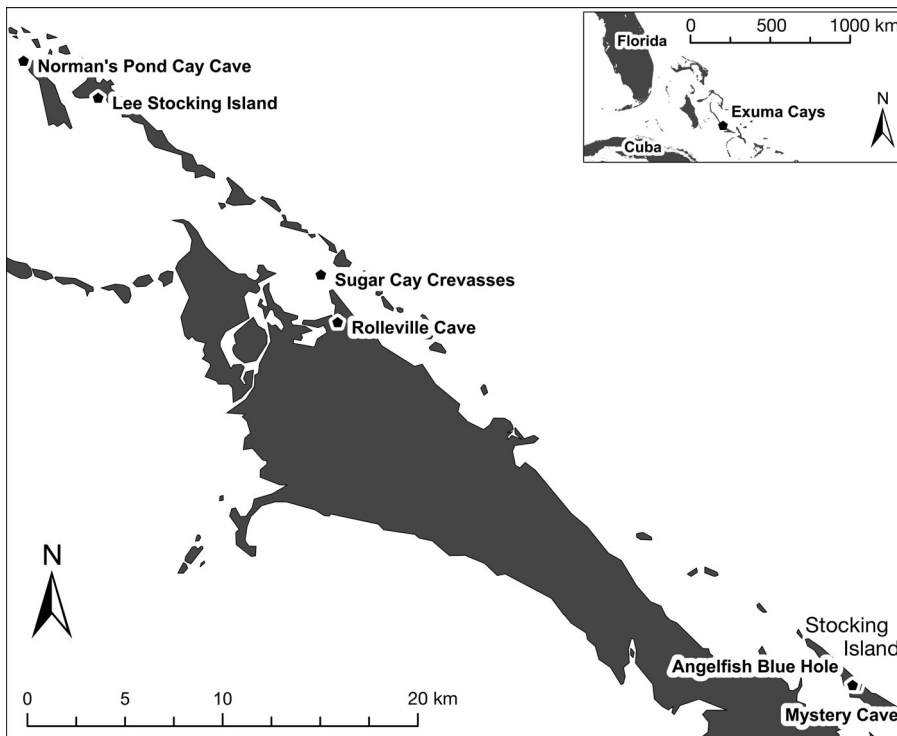 0 500 1000 km
Florida
N
Exuma Cays
Cuba
Norman's Pond Cay Cave
Lee Stocking Island
Sugar Cay Crevasses
Rolleville Cave
N
Stocking
Island
Angelfish Blue Hole
Mystery Cave
0 5 10 20 km